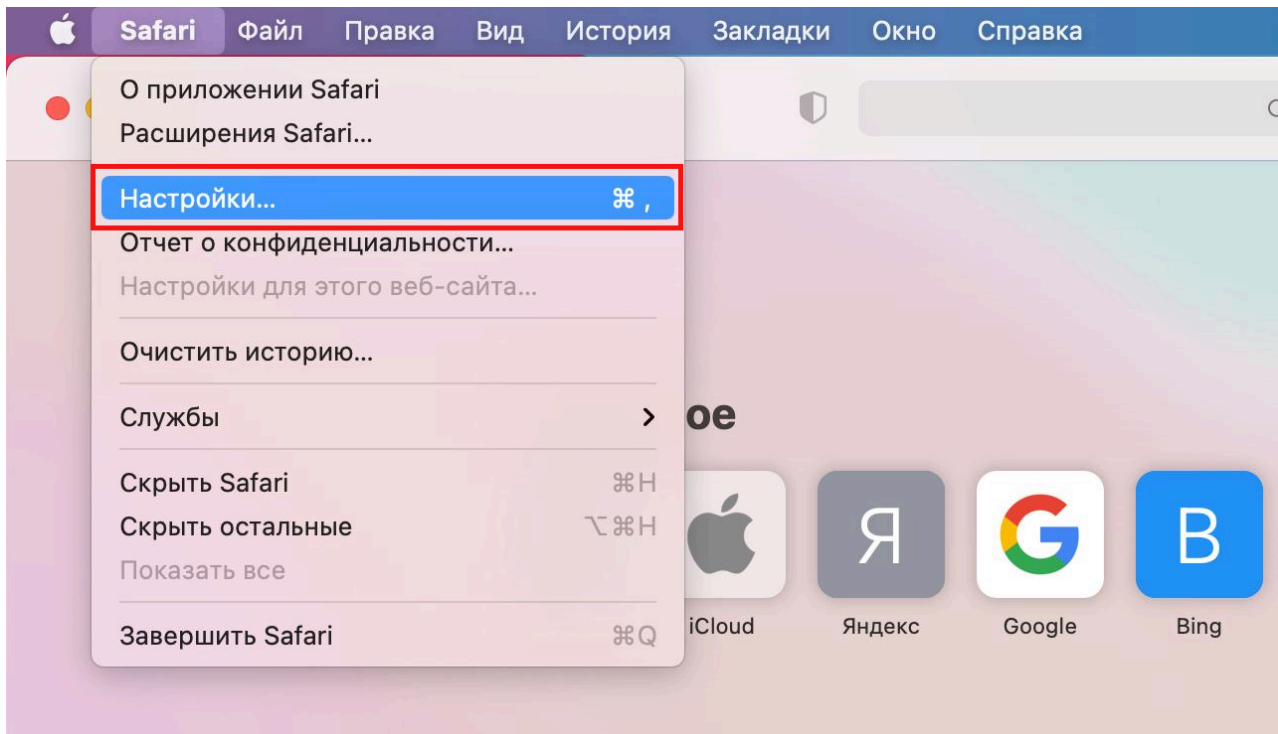 Safari Файл Правка Вид История Закладки Окно Справка
О приложении Safari
Расширения Safari...
Настройки... ⌘ ,
Отчет о конфиденциальности...
Настройки для этого веб-сайта...
Очистить историю...
Службы
ое
Скрыть Safari ⌘H
Скрыть остальные ⌥⌘H
Показать все
Завершить Safari ⌘Q
Я B
iCloud Яндекс Google Bing